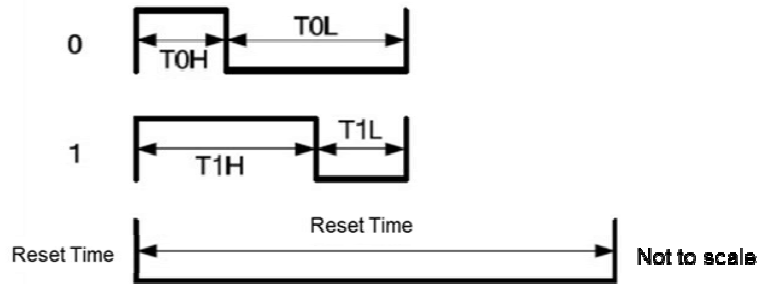 0
T0H
T0L
1
T1H
T1L
Reset Time
Reset Time
Not to scale